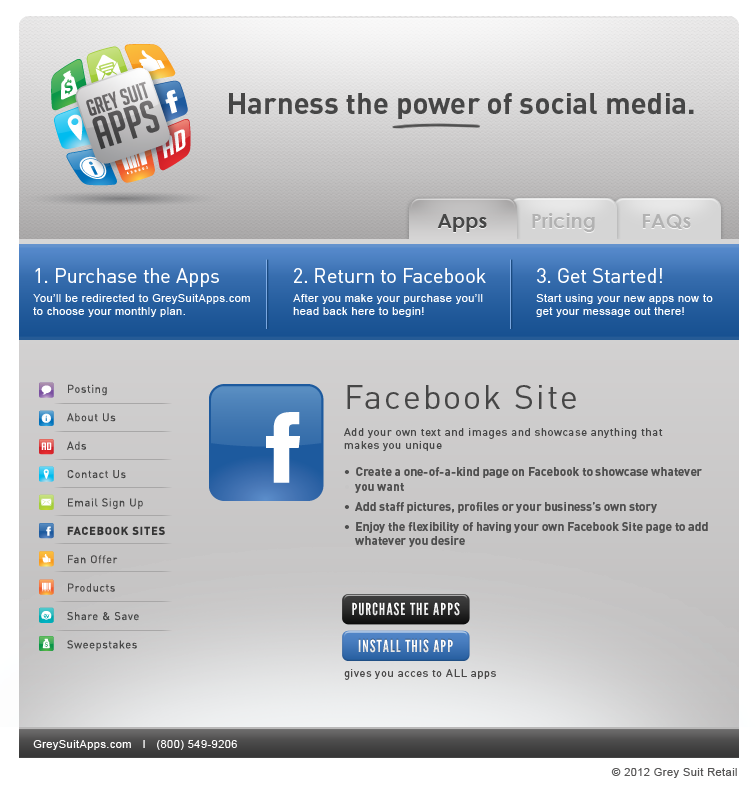 GREY SUIT
APPS
AD
Harness the power of social media.
Apps
Pricing
FAQs
1. Purchase the Apps
You'll be redirected to GreySuitApps.com
to choose your monthly plan.
2. Return to Facebook
After you make your purchase you'll
head back here to begin!
3. Get Started!
Start using your new apps now to
get your message out there!
Posting
About Us
AD
Ads
Contact Us
Email Sign Up
FACEBOOK SITES
Fan Offer
Products
Share & Save
Sweepstakes
Facebook Site
Add your own text and images and showcase anything that
makes you unique
• Create a one-of-a-kind page on Facebook to showcase whatever
you want
• Add staff pictures, profiles or your business's own story
• Enjoy the flexibility of having your own Facebook Site page to add
whatever you desire
PURCHASE THE APPS
INSTALL THIS APP
gives you acces to ALL apps
GreySuitApps.com I (800) 549-9206
© 2012 Grey Suit Retail